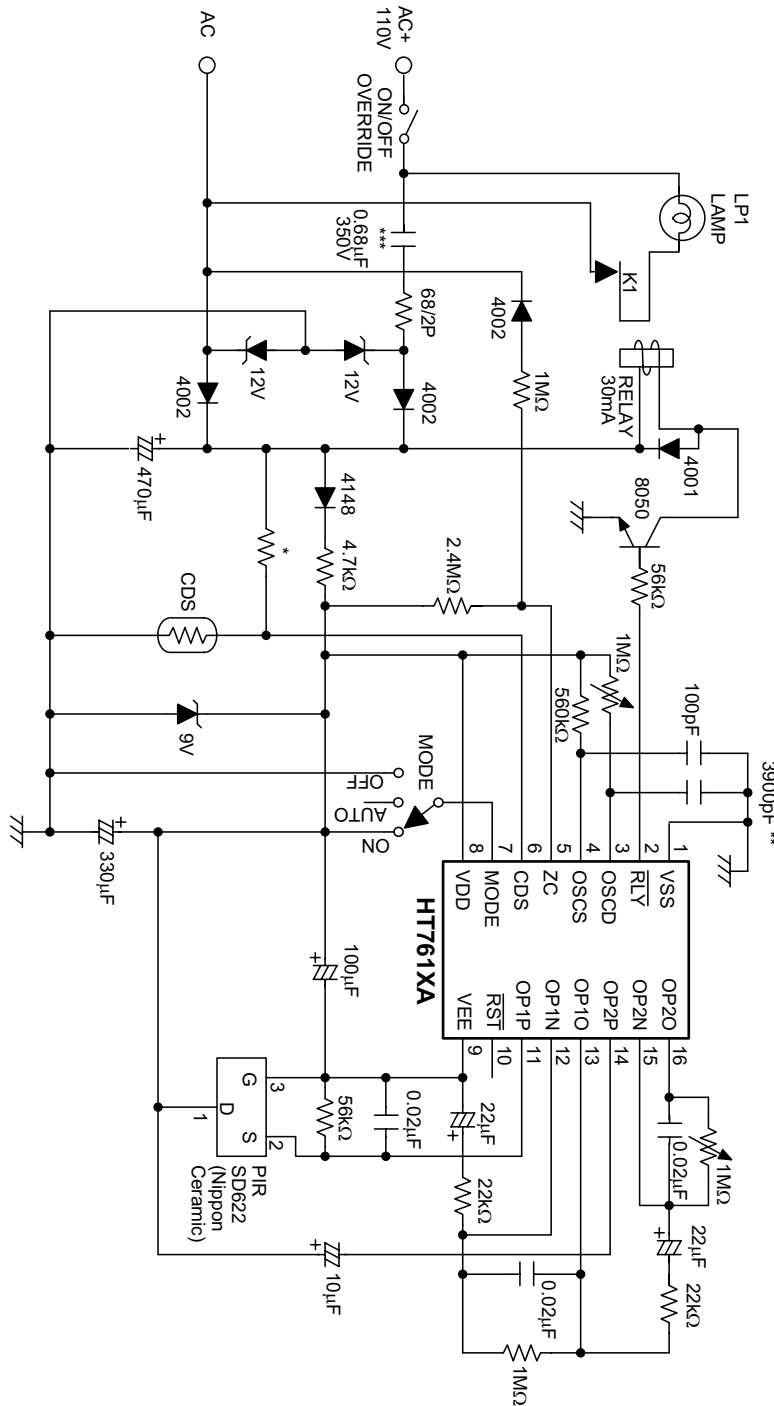 AC+
110V
AC
ON/OFF
OVERRIDE
LP1
LAMP
K1
***
0.68µF
350V
68/2P
4002
1MΩ
12V
12V
4002
4002
RELAY
30mA
4001
8050
56kΩ
+
470µF
4148
4.7kΩ
*
2.4MΩ
CDS
9V
1MΩ
560kΩ
100pF
3900pF **
MODE
OFF
AUTO
ON
+
330µF
1
2
3
4
5
6
7
8
VSS
RLY
OSCD
OSCS
ZC
CDS
MODE
VDD
HT761XA
OP2O
OP2N
OP2P
OP1O
OP1N
OP1P
RST
VEE
16
15
14
13
12
11
10
9
+
100µF
G
D
S
3
1
2
PIR
SD622
(Nippon
Ceramic)
56kΩ
0.02µF
22µF
+
22kΩ
+
10µF
0.02µF
1MΩ
1MΩ
0.02µF
22µF
+
22kΩ